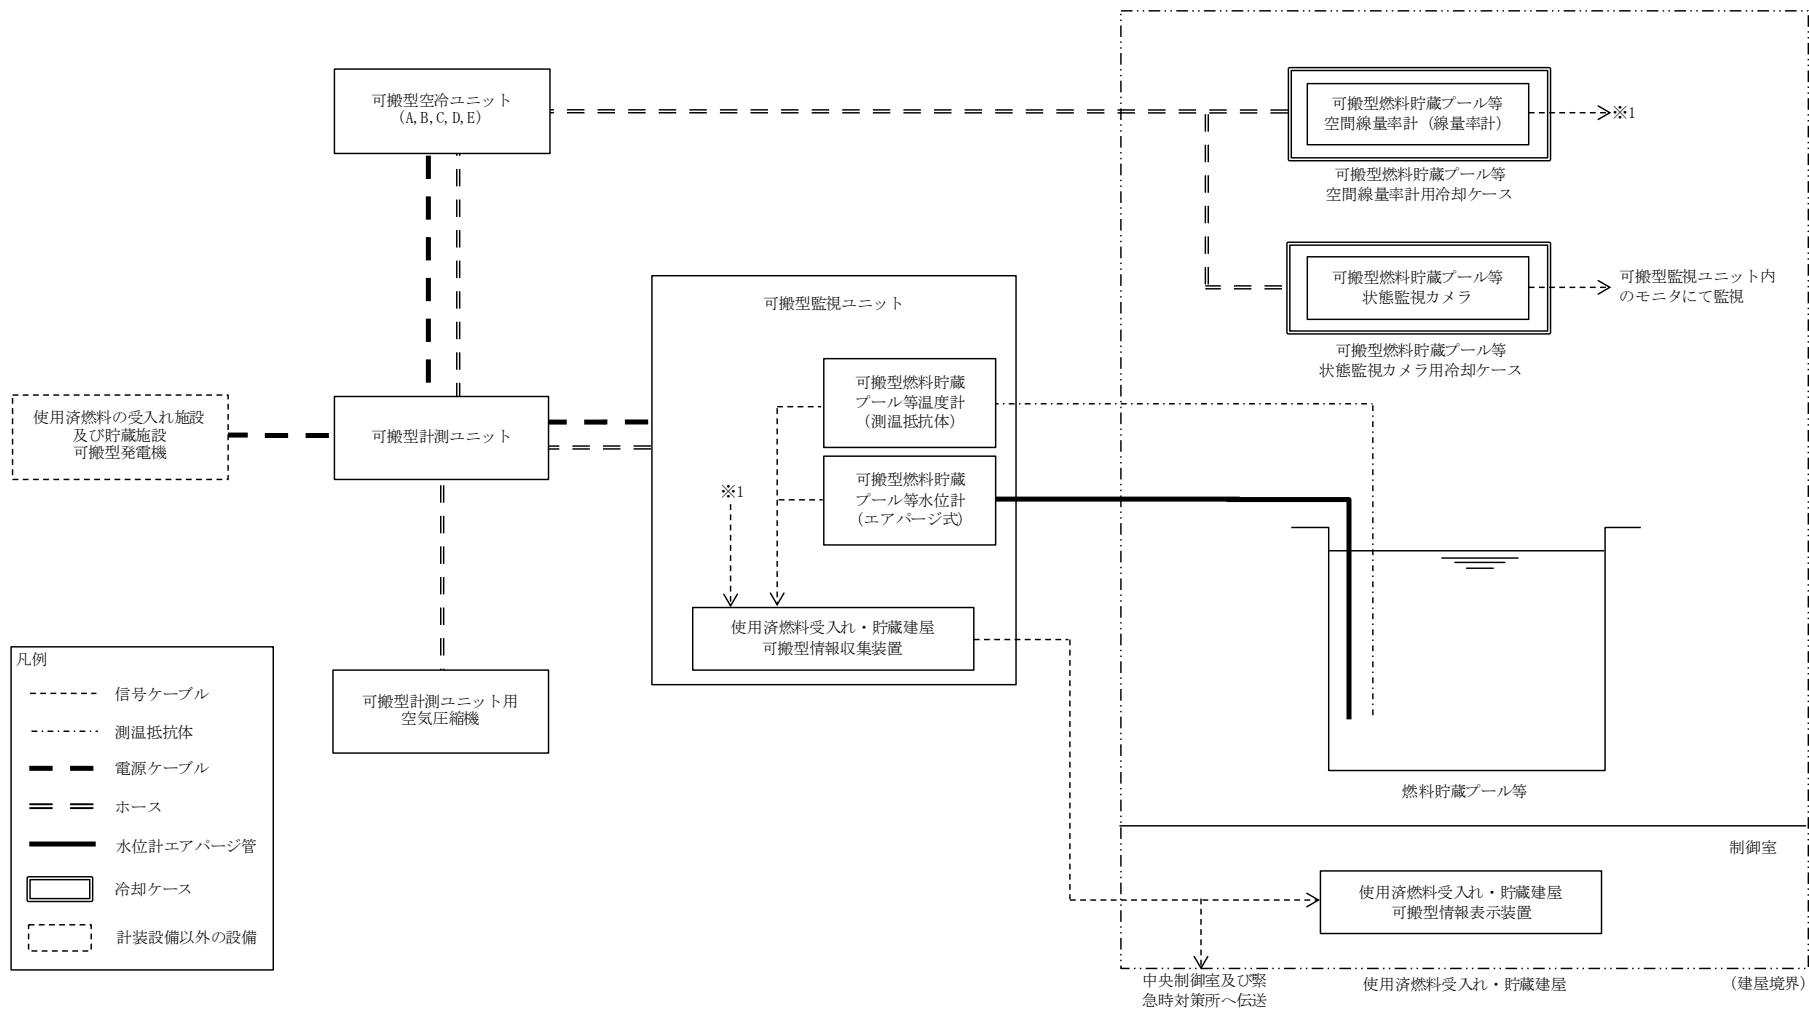 可搬型空冷ユニット
(A,B,C,D,E)
可搬型燃料貯蔵プール等
空間線量率計（線量率計）
※1
可搬型燃料貯蔵プール等
空間線量率計用冷却ケース
可搬型燃料貯蔵プール等
状態監視カメラ
可搬型監視ユニット内
のモニタにて監視
可搬型燃料貯蔵プール等
状態監視カメラ用冷却ケース
可搬型監視ユニット
可搬型燃料貯蔵
プール等温度計
（測温抵抗体）
使用済燃料の受入れ施設
及び貯蔵施設
可搬型発電機
可搬型計測ユニット
可搬型燃料貯蔵
プール等水位計
（エアパージ式）
※1
使用済燃料受入れ・貯蔵建屋
可搬型情報収集装置
可搬型計測ユニット用
空気圧縮機
燃料貯蔵プール等
制御室
使用済燃料受入れ・貯蔵建屋
可搬型情報表示装置
中央制御室及び緊
急時対策所へ伝送
使用済燃料受入れ・貯蔵建屋
（建屋境界）
凡例
信号ケーブル
測温抵抗体
電源ケーブル
ホース
水位計エアパージ管
冷却ケース
計装設備以外の設備